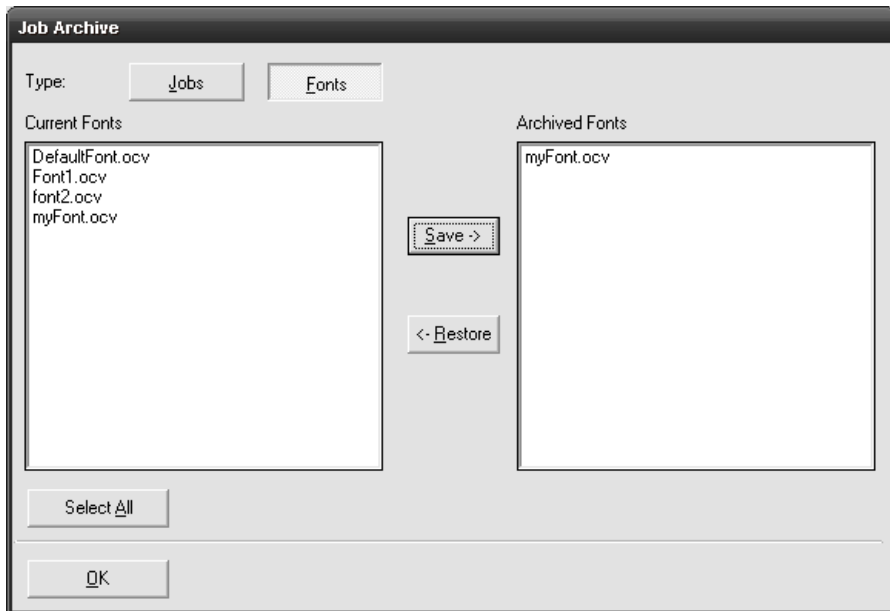 Job Archive
Type:
Jobs
Fonts
Current Fonts
DefaultFont.ocv
Font1.ocv
font2.ocv
myFont.ocv
Save ->
<- Restore
Archived Fonts
myFont.ocv
Select All
OK